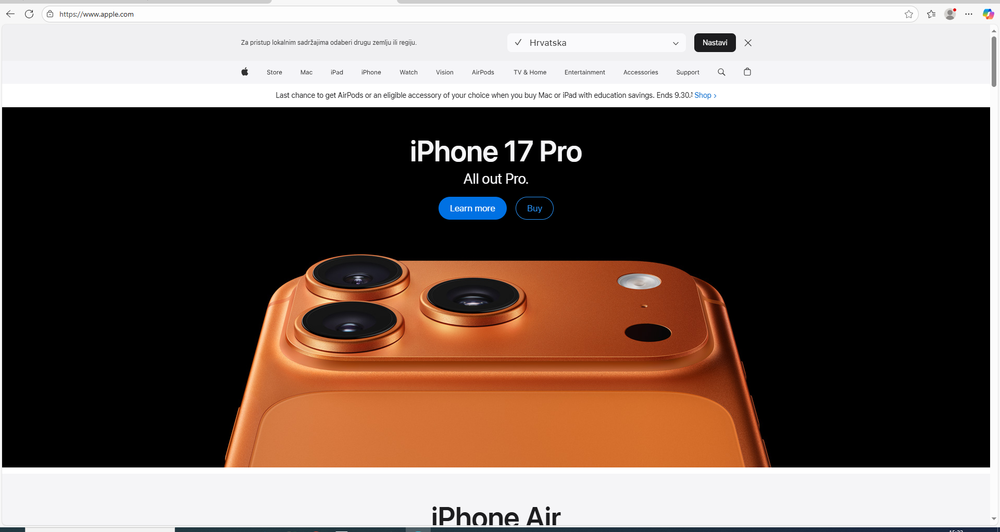 https://www.apple.com
Za pristup lokalnim sadržajima odaberi drugu zemlju ili regiju.
Hrvatska
Nastavi
Store Mac iPad iPhone Watch Vision AirPods TV & Home Entertainment Accessories Support
Last chance to get AirPods or an eligible accessory of your choice when you buy Mac or iPad with education savings. Ends 9.30.¹ Shop >
iPhone 17 Pro
All out Pro.
Learn more
Buy
iPhone Air